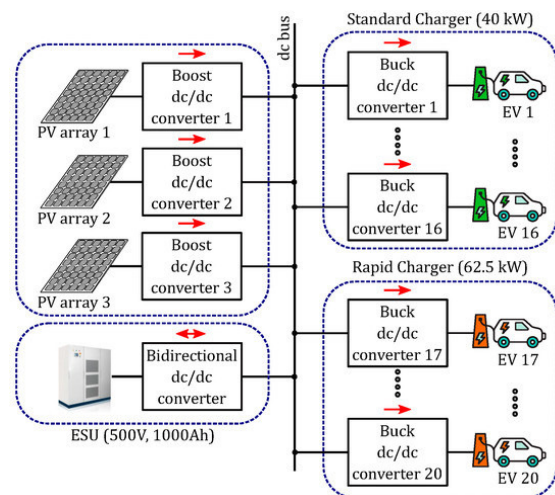 Standard Charger (40 kW)
dc bus
Boost
dc/dc
converter 1
PV array 1
Boost
dc/dc
converter 2
PV array 2
Boost
dc/dc
converter 3
PV array 3
Bidirectional
dc/dc
converter
ESU (500V, 1000Ah)
Buck
dc/dc
converter 1
EV 1
Buck
dc/dc
converter 16
EV 16
Rapid Charger (62.5 kW)
Buck
dc/dc
converter 17
EV 17
Buck
dc/dc
converter 20
EV 20